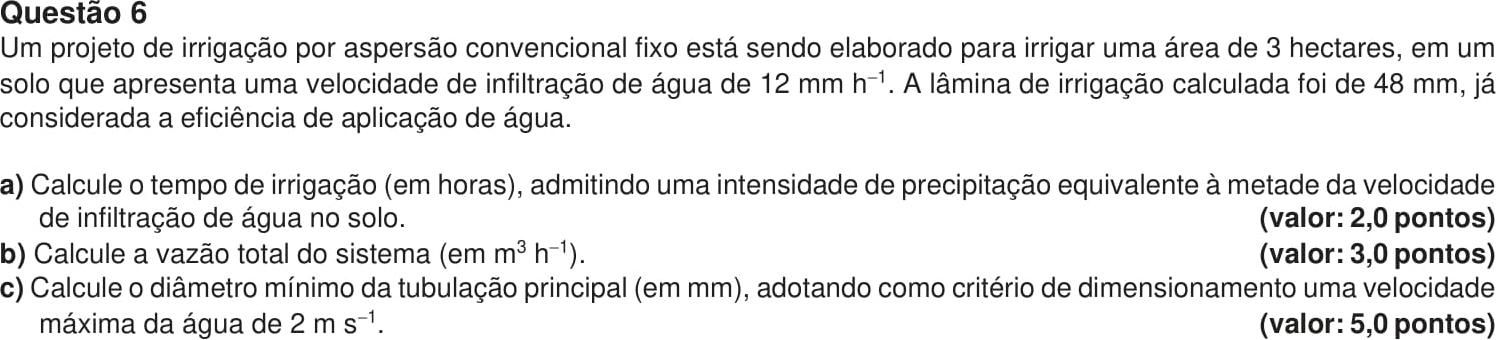 Questão 6
Um projeto de irrigação por aspersão convencional fixo está sendo elaborado para irrigar uma área de 3 hectares, em um
solo que apresenta uma velocidade de infiltração de água de 12 mm h⁻¹. A lâmina de irrigação calculada foi de 48 mm, já
considerada a eficiência de aplicação de água.
a) Calcule o tempo de irrigação (em horas), admitindo uma intensidade de precipitação equivalente à metade da velocidade
de infiltração de água no solo. (valor: 2,0 pontos)
b) Calcule a vazão total do sistema (em m³ h⁻¹). (valor: 3,0 pontos)
c) Calcule o diâmetro mínimo da tubulação principal (em mm), adotando como critério de dimensionamento uma velocidade
máxima da água de 2 m s⁻¹. (valor: 5,0 pontos)